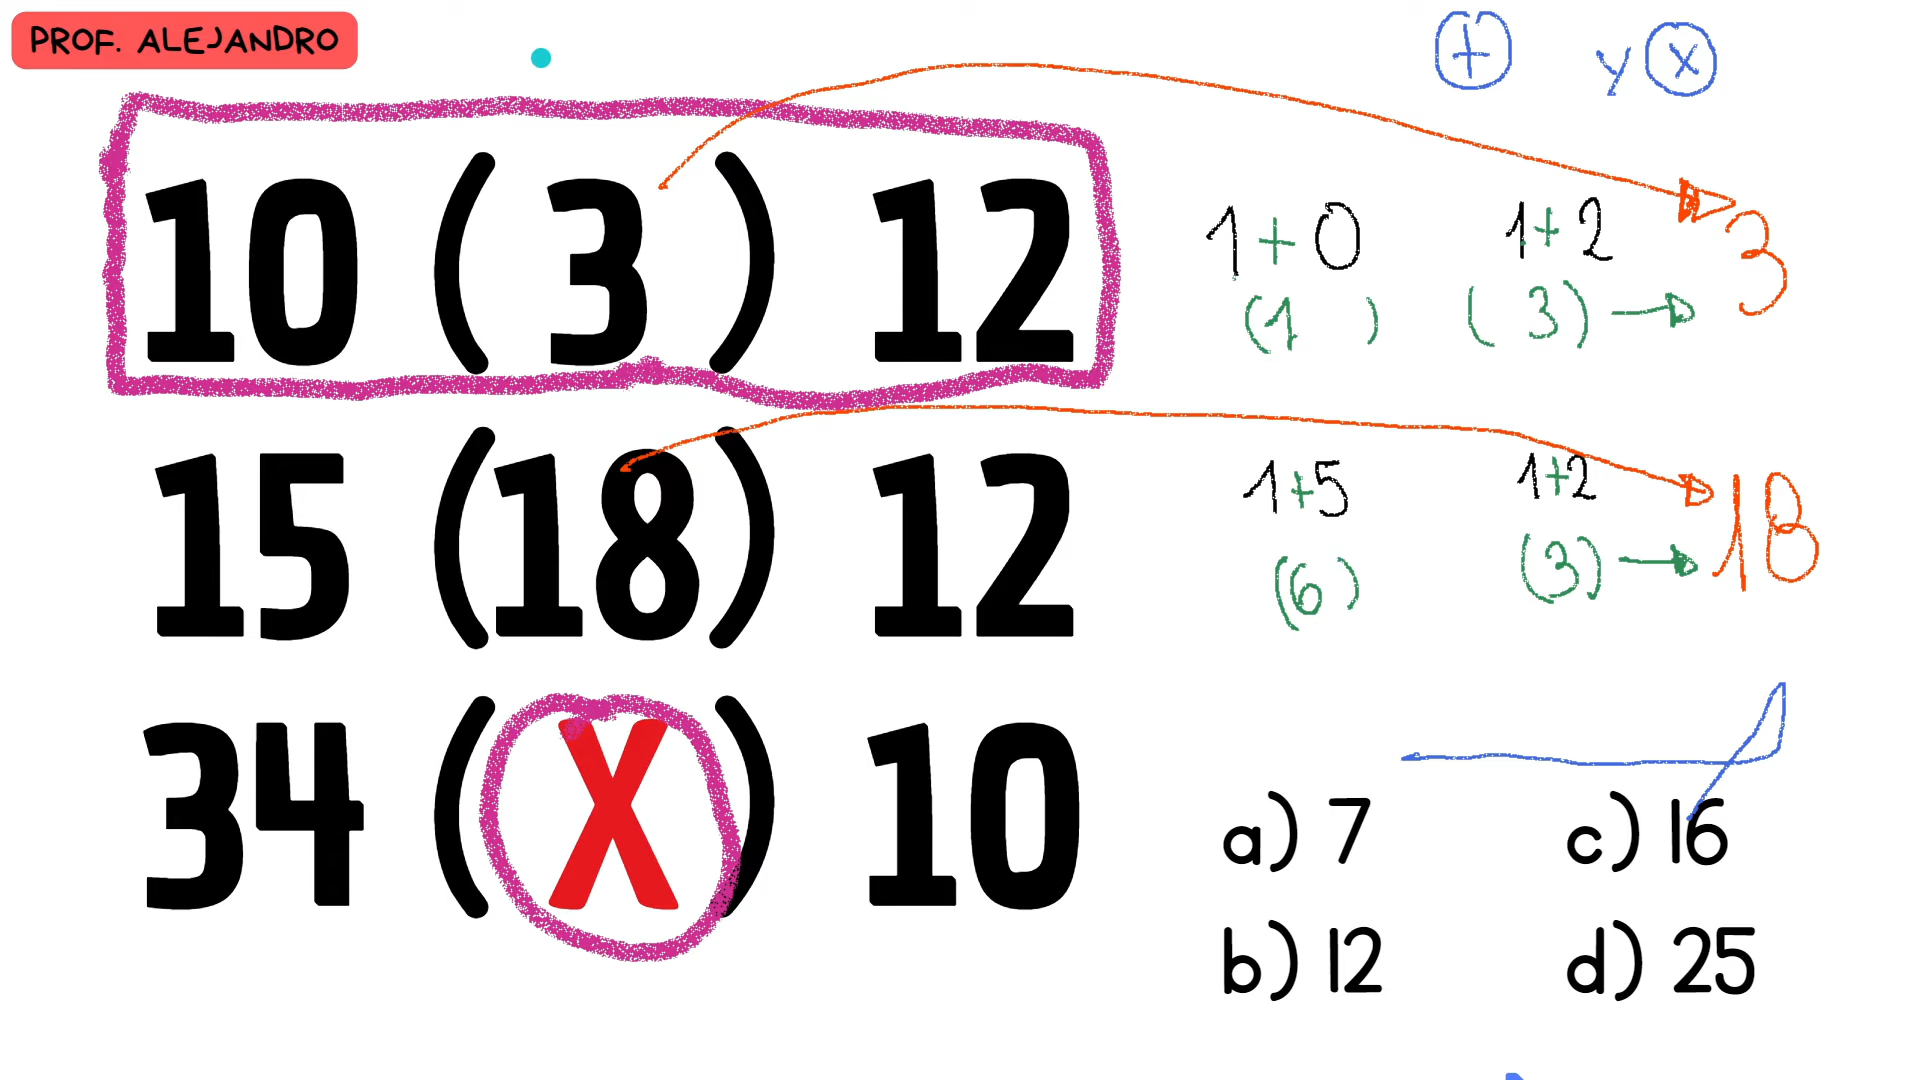 PROF. ALEJANDRO
+ y x
10 ( 3 ) 12
1+0 1+2 3
(1 ) ( 3)
15 (18) 12
1+5 1+2 18
(6) (3)
34 ( X ) 10
a) 7 c) 16
b) 12 d) 25